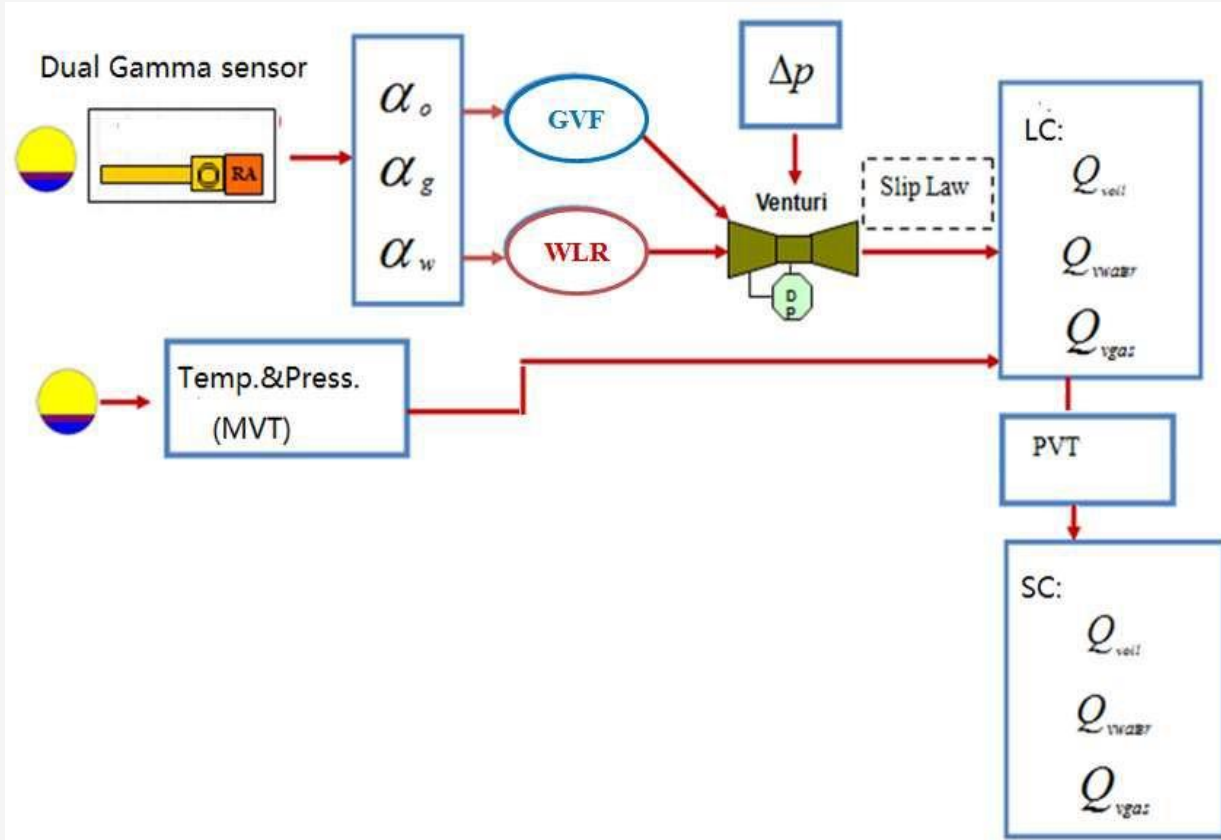 Dual Gamma sensor
RA
α o
α g
α w
GVF
WLR
Δp
Venturi
D
P
Slip Law
LC:
Q voil
Q vwater
Q vgas
Temp.&Press.
(MVT)
PVT
SC:
Q voil
Q vwater
Q vgas